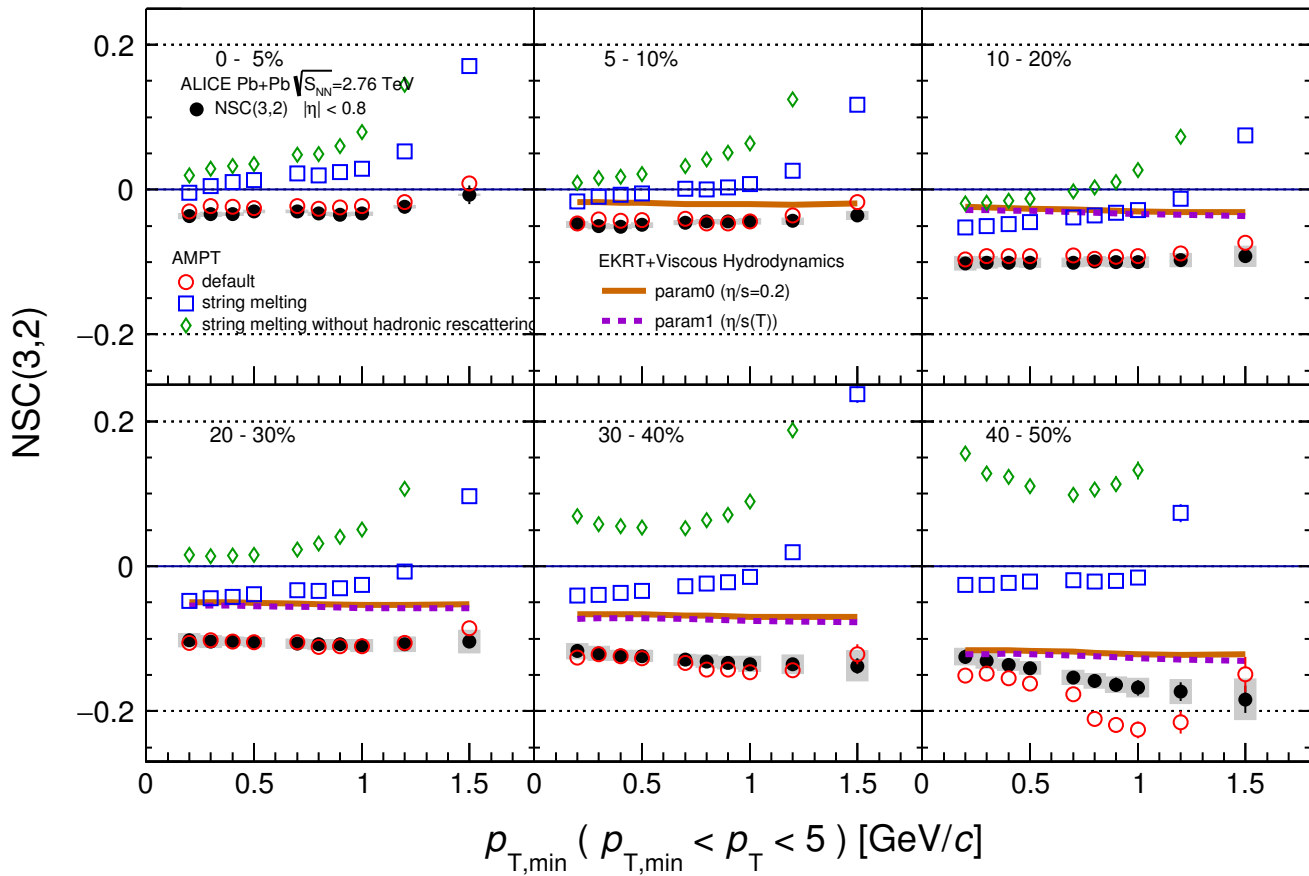 NSC(3,2)
0.2
0
−0.2
0 - 5%
ALICE Pb+Pb √S_NN=2.76 TeV
NSC(3,2) |η| < 0.8
AMPT
default
string melting
string melting without hadronic rescattering
5 - 10%
EKRT+Viscous Hydrodynamics
param0 (η/s=0.2)
param1 (η/s(T))
10 - 20%
0.2
0
−0.2
20 - 30%
30 - 40%
40 - 50%
0 0.5 1 1.5 0 0.5 1 1.5 0 0.5 1 1.5
p_T,min ( p_T,min < p_T < 5 ) [GeV/c]